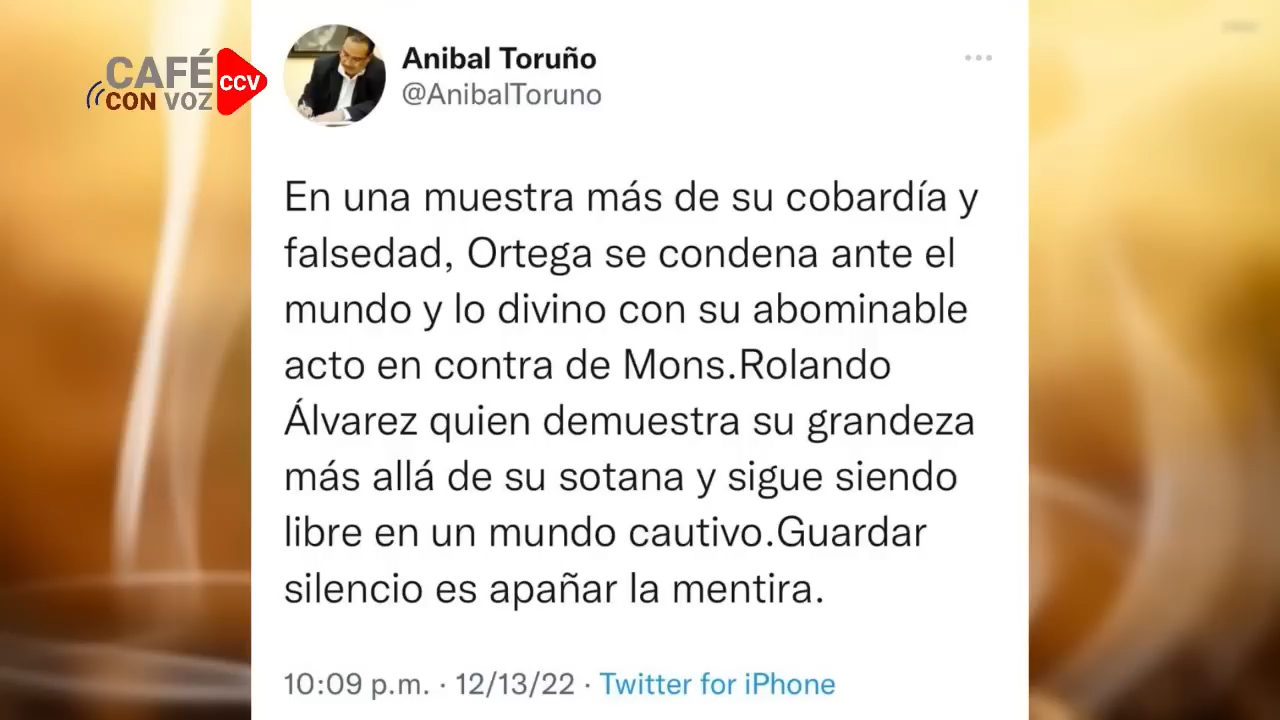 CAFÉ
CON VOZ
CCV
Anibal Toruño
@AnibalToruno
En una muestra más de su cobardía y
falsedad, Ortega se condena ante el
mundo y lo divino con su abominable
acto en contra de Mons.Rolando
Álvarez quien demuestra su grandeza
más allá de su sotana y sigue siendo
libre en un mundo cautivo.Guardar
silencio es apañar la mentira.
10:09 p.m. · 12/13/22 · Twitter for iPhone